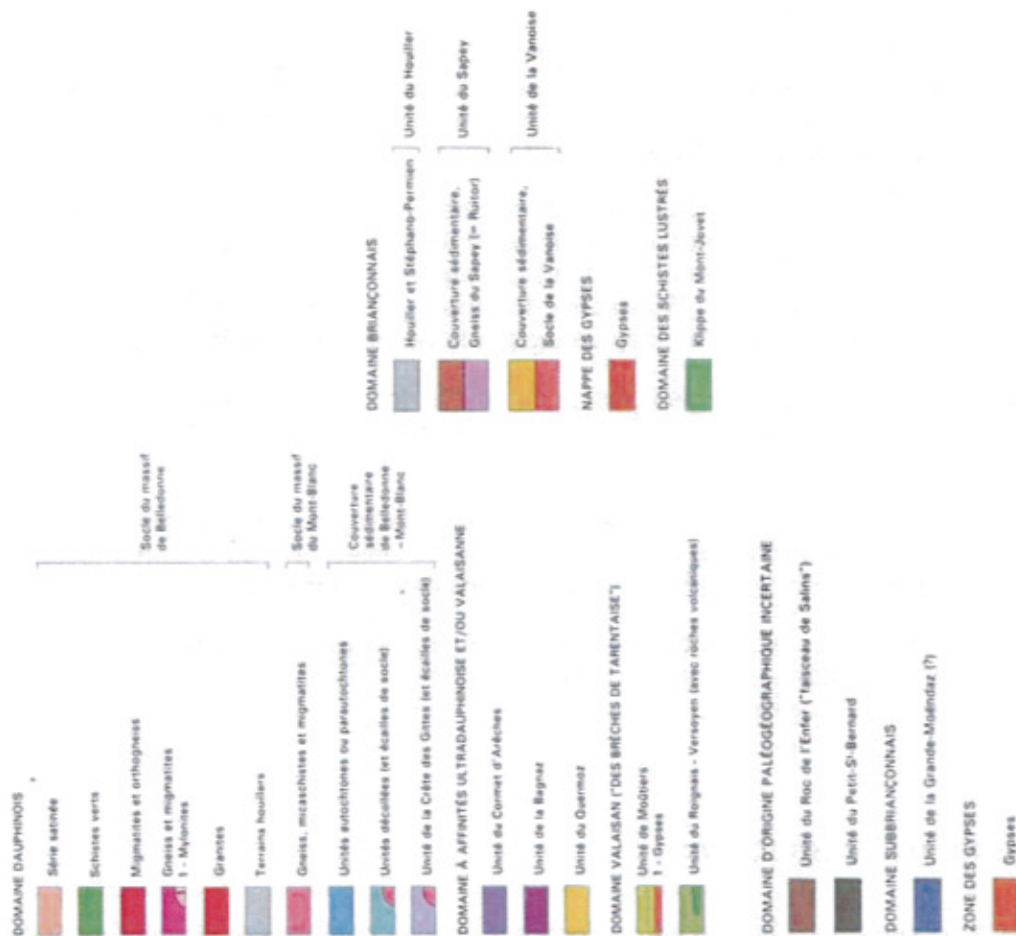 DOMAINE DAUPHINOIS
Série satinée
Schistes verts
Migmatites et orthogneiss
Gneiss et migmatites
1 - Mylonites
1
Granites
Terrains houillers
Socle du massif
de Belledonne
Gneiss, micaschistes et migmatites
Socle du massif
du Mont-Blanc
Unités autochtones ou parautochtones
Unités décollées (et écailles de socle)
Unité de la Crête des Gittes (et écailles de socle)
Couverture
sédimentaire
de Belledonne
- Mont-Blanc
DOMAINE À AFFINITÉS ULTRADAUPHINOISE ET/OU VALAISANNE
Unité du Cormet d'Arêches
Unité de la Bagnaz
Unité du Quermoz
DOMAINE VALAISAN ("DES BRÈCHES DE TARENTAISE")
Unité de Moûtiers
1 - Gypses
Unité du Roignais - Versoyen (avec roches volcaniques)
DOMAINE D'ORIGINE PALÉOGÉOGRAPHIQUE INCERTAINE
Unité du Roc de l'Enfer ("faisceau de Salins")
Unité du Petit-St-Bernard
DOMAINE SUBBRIANÇONNAIS
Unité de la Grande-Moëndaz (?)
ZONE DES GYPSES
Gypses
DOMAINE BRIANÇONNAIS
Houiller et Stéphano-Permien
Unité du Houiller
Couverture sédimentaire,
Gneiss du Sapey (= Ruitor)
Unité du Sapey
Couverture sédimentaire,
Socle de la Vanoise
Unité de la Vanoise
NAPPE DES GYPSES
Gypses
DOMAINE DES SCHISTES LUSTRÉS
Klippe du Mont-Jovet